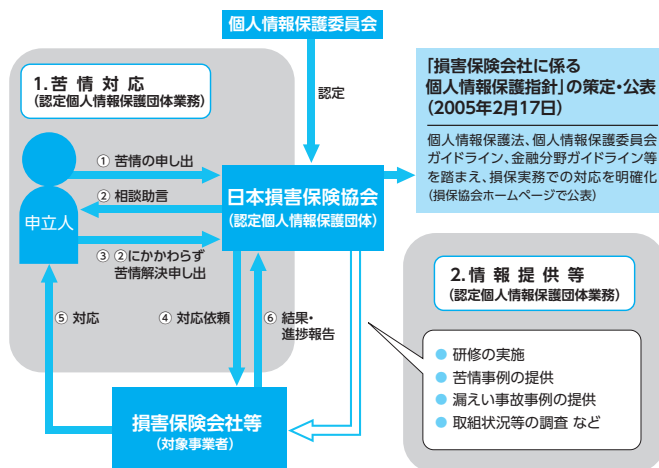 個人情報保護委員会
認定
1.苦情対応
(認定個人情報保護団体業務)
① 苦情の申し出
② 相談助言
③ ②にかかわらず
苦情解決申し出
申立人
日本損害保険協会
(認定個人情報保護団体)
「損害保険会社に係る
個人情報保護指針」の策定・公表
(2005年2月17日)
個人情報保護法、個人情報保護委員会
ガイドライン、金融分野ガイドライン等
を踏まえ、損保実務での対応を明確化
(損保協会ホームページで公表)
⑤ 対応
④ 対応依頼
⑥ 結果・
進捗報告
2.情報提供等
(認定個人情報保護団体業務)
● 研修の実施
● 苦情事例の提供
● 漏えい事故事例の提供
● 取組状況等の調査 など
損害保険会社等
(対象事業者)